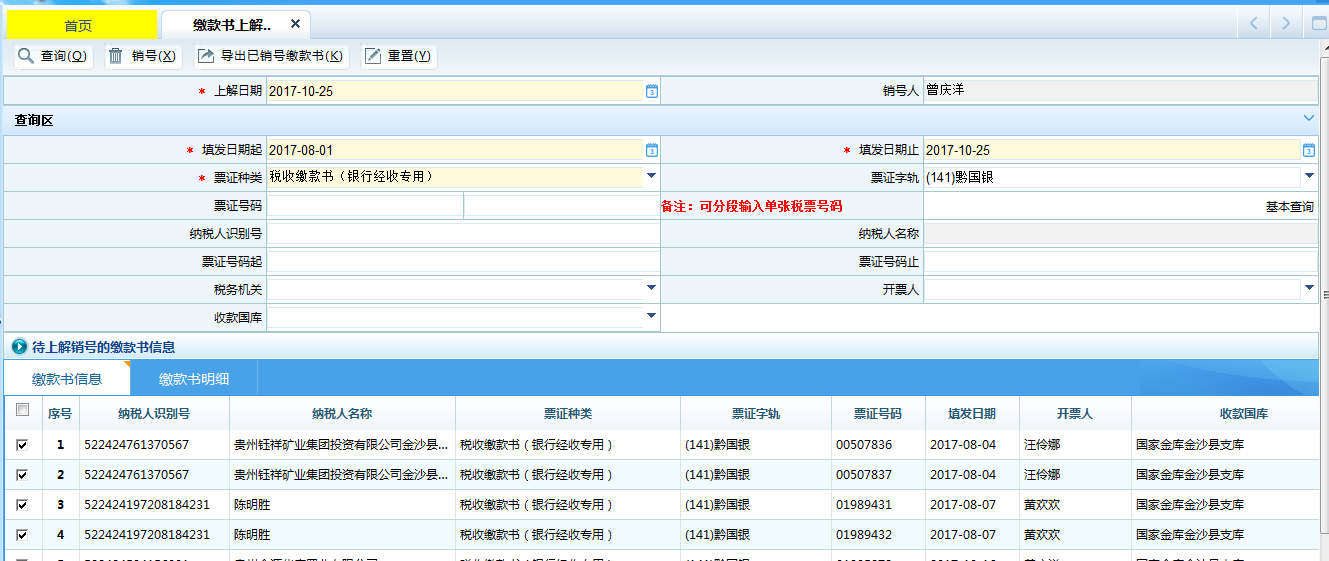 首页 缴款书上解..
查询(Q) 销号(X) 导出已销号缴款书(K) 重置(Y)
* 上解日期 2017-10-25 销号人 曾庆洋
查询区
* 填发日期起 2017-08-01 * 填发日期止 2017-10-25
* 票证种类 税收缴款书（银行经收专用） 票证字轨 (141)黔国银
票证号码 备注：可分段输入单张税票号码 基本查询
纳税人识别号 纳税人名称
票证号码起 票证号码止
税务机关 开票人
收款国库
待上解销号的缴款书信息
缴款书信息 缴款书明细
序号 纳税人识别号 纳税人名称 票证种类 票证字轨 票证号码 填发日期 开票人 收款国库
1 522424761370567 贵州钰祥矿业集团投资有限公司金沙县... 税收缴款书（银行经收专用） (141)黔国银 00507836 2017-08-04 汪伶娜 国家金库金沙县支库
2 522424761370567 贵州钰祥矿业集团投资有限公司金沙县... 税收缴款书（银行经收专用） (141)黔国银 00507837 2017-08-04 汪伶娜 国家金库金沙县支库
3 522424197208184231 陈明胜 税收缴款书（银行经收专用） (141)黔国银 01989431 2017-08-07 黄欢欢 国家金库金沙县支库
4 522424197208184231 陈明胜 税收缴款书（银行经收专用） (141)黔国银 01989432 2017-08-07 黄欢欢 国家金库金沙县支库